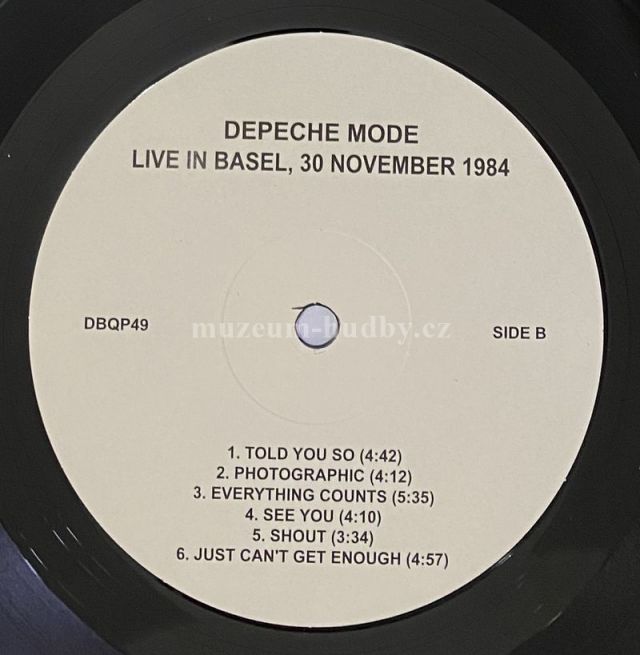 DEPECHE MODE
LIVE IN BASEL, 30 NOVEMBER 1984
DBQP49
muzeum-hudby.cz
SIDE B
1. TOLD YOU SO (4:42)
2. PHOTOGRAPHIC (4:12)
3. EVERYTHING COUNTS (5:35)
4. SEE YOU (4:10)
5. SHOUT (3:34)
6. JUST CAN'T GET ENOUGH (4:57)